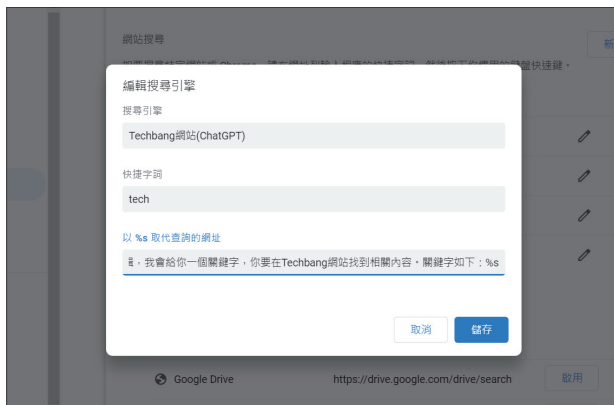 網站搜尋
新
盤快速鍵。
編輯搜尋引擎
搜尋引擎
Techbang網站(ChatGPT)
快捷字詞
tech
以 %s 取代查詢的網址
,我會給你一個關鍵字,你要在Techbang網站找到相關內容。關鍵字如下:%s
取消
儲存
Google Drive
https://drive.google.com/drive/search
啟用